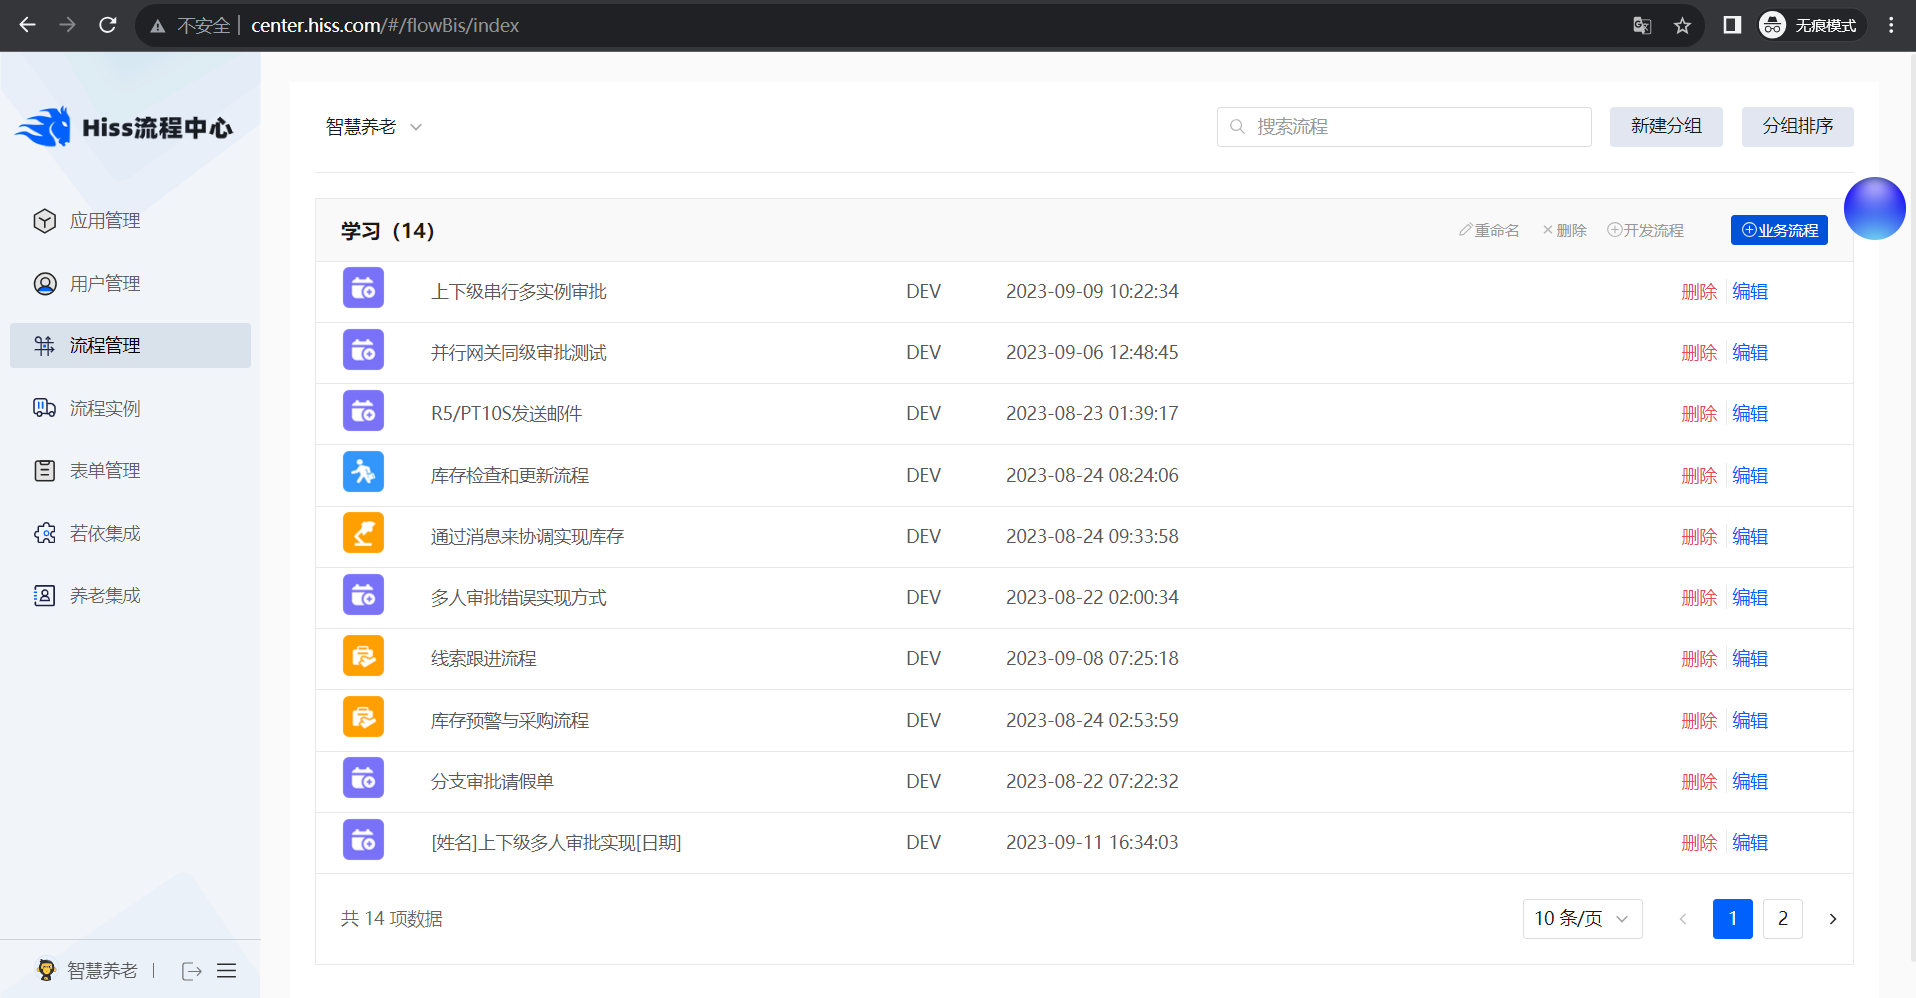 不安全 center.hiss.com/#/flowBis/index 无痕模式
Hiss流程中心
应用管理
用户管理
流程管理
流程实例
表单管理
若依集成
养老集成
智慧养老
智慧养老 搜索流程 新建分组 分组排序
学习（14） 重命名 删除 开发流程 业务流程
上下级串行多实例审批 DEV 2023-09-09 10:22:34 删除 编辑
并行网关同级审批测试 DEV 2023-09-06 12:48:45 删除 编辑
R5/PT10S发送邮件 DEV 2023-08-23 01:39:17 删除 编辑
库存检查和更新流程 DEV 2023-08-24 08:24:06 删除 编辑
通过消息来协调实现库存 DEV 2023-08-24 09:33:58 删除 编辑
多人审批错误实现方式 DEV 2023-08-22 02:00:34 删除 编辑
线索跟进流程 DEV 2023-09-08 07:25:18 删除 编辑
库存预警与采购流程 DEV 2023-08-24 02:53:59 删除 编辑
分支审批请假单 DEV 2023-08-22 07:22:32 删除 编辑
[姓名]上下级多人审批实现[日期] DEV 2023-09-11 16:34:03 删除 编辑
共 14 项数据 10 条/页 1 2